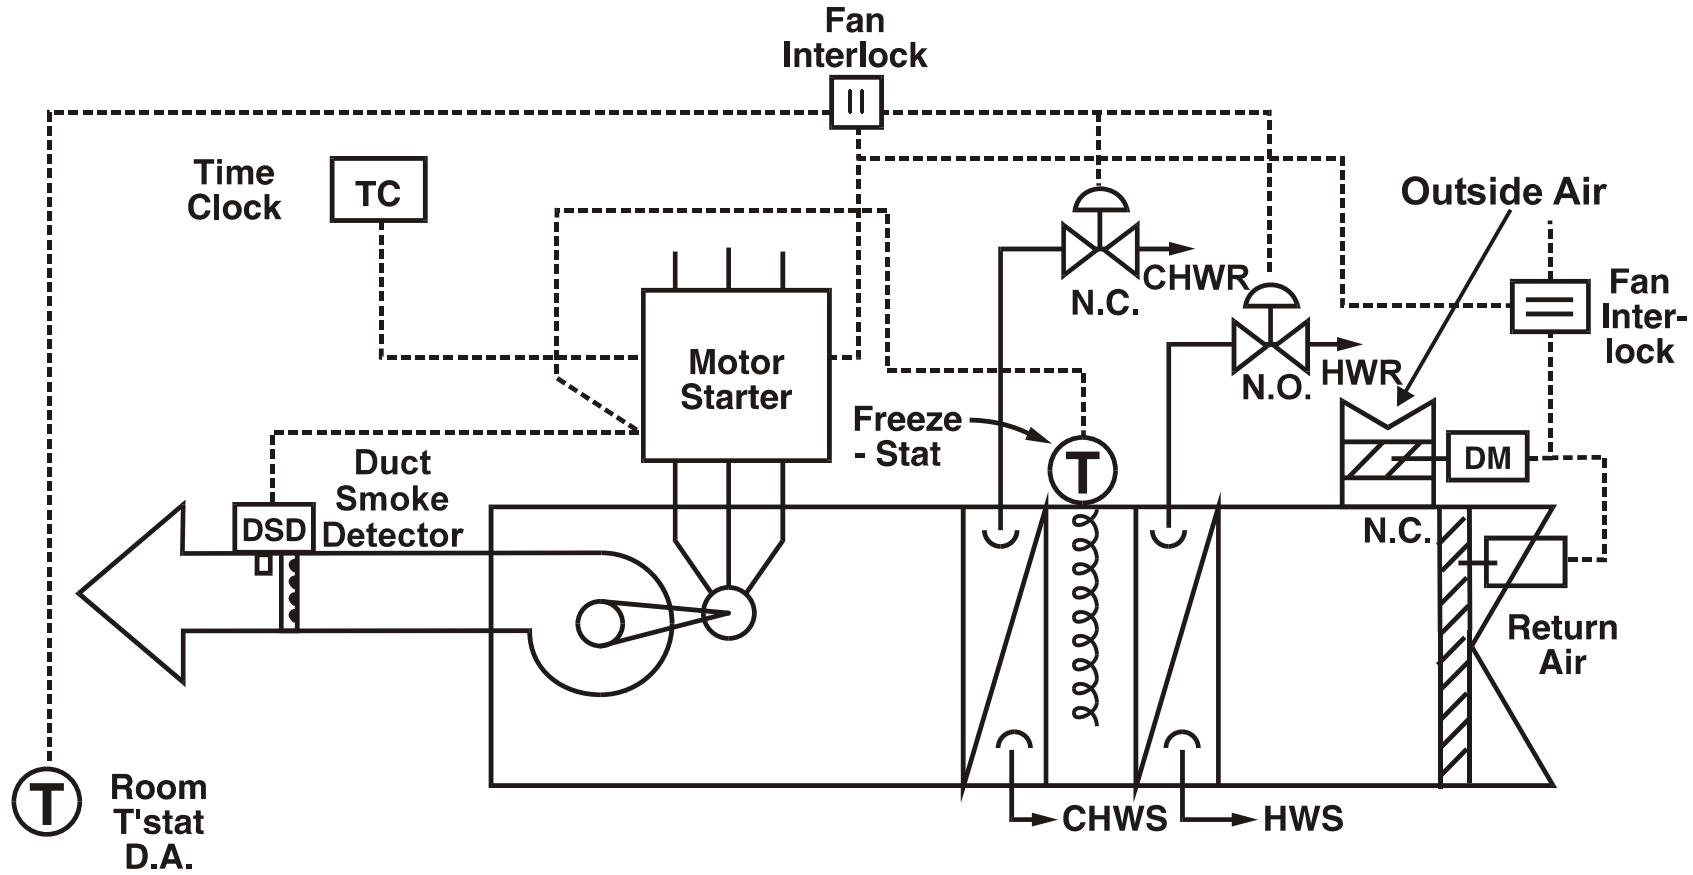 Fan
Interlock
Time
Clock
TC
Outside Air
CHWR
N.C.
Fan
Inter-
lock
Motor
Starter
HWR
N.O.
Freeze
- Stat
T
DM
Duct
Smoke
Detector
DSD
N.C.
Return
Air
T
Room
T'stat
D.A.
CHWS
HWS